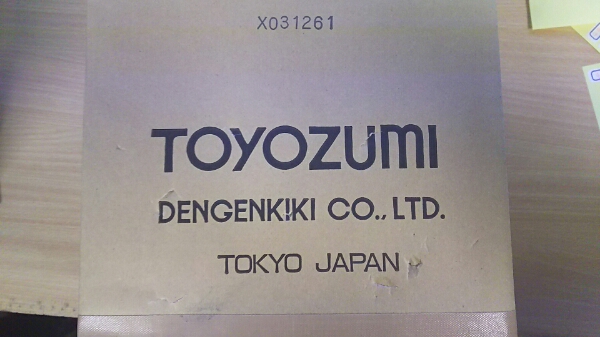 X031261
TOYOZUMI
DENGENKIKI CO.,LTD.
TOKYO JAPAN